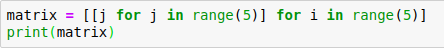 matrix = [[j for j in range(5)] for i in range(5)]
print(matrix)